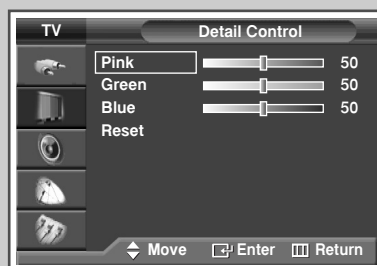 TV Detail Control
Pink 50
Green 50
Blue 50
Reset
Move Enter Return